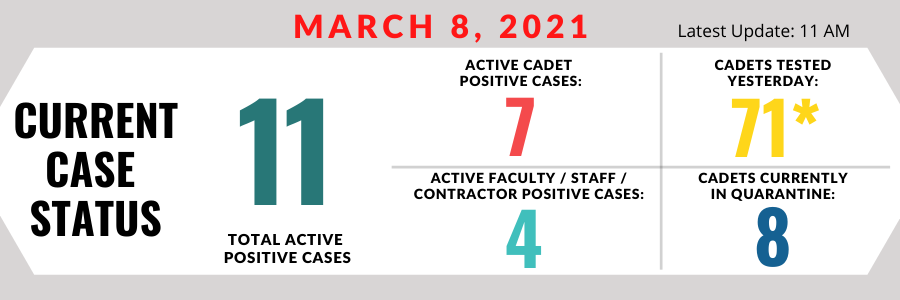 MARCH 8, 2021
Latest Update: 11 AM
CURRENT
CASE
STATUS
11
TOTAL ACTIVE
POSITIVE CASES
ACTIVE CADET
POSITIVE CASES:
7
CADETS TESTED
YESTERDAY:
71*
ACTIVE FACULTY / STAFF /
CONTRACTOR POSITIVE CASES:
4
CADETS CURRENTLY
IN QUARANTINE:
8